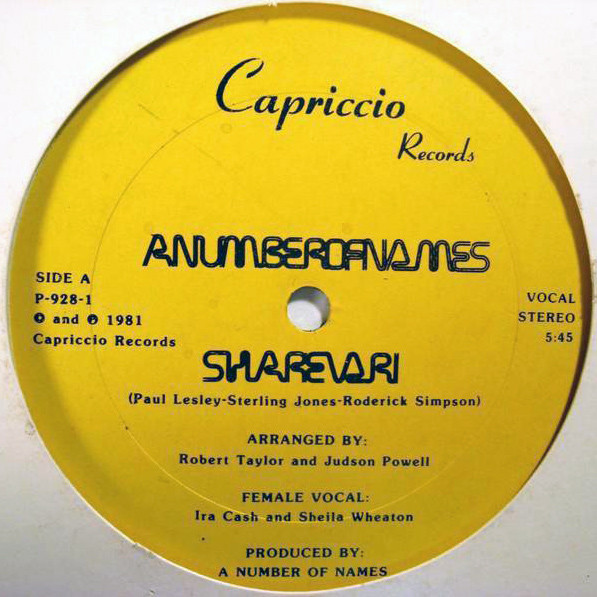 Capriccio
Records
ANUMBEROFNAMES
SIDE A
P-928-1
© and ℗ 1981
Capriccio Records
VOCAL
STEREO
5:45
SHAREVARI
(Paul Lesley-Sterling Jones-Roderick Simpson)
ARRANGED BY:
Robert Taylor and Judson Powell
FEMALE VOCAL:
Ira Cash and Sheila Wheaton
PRODUCED BY:
A NUMBER OF NAMES